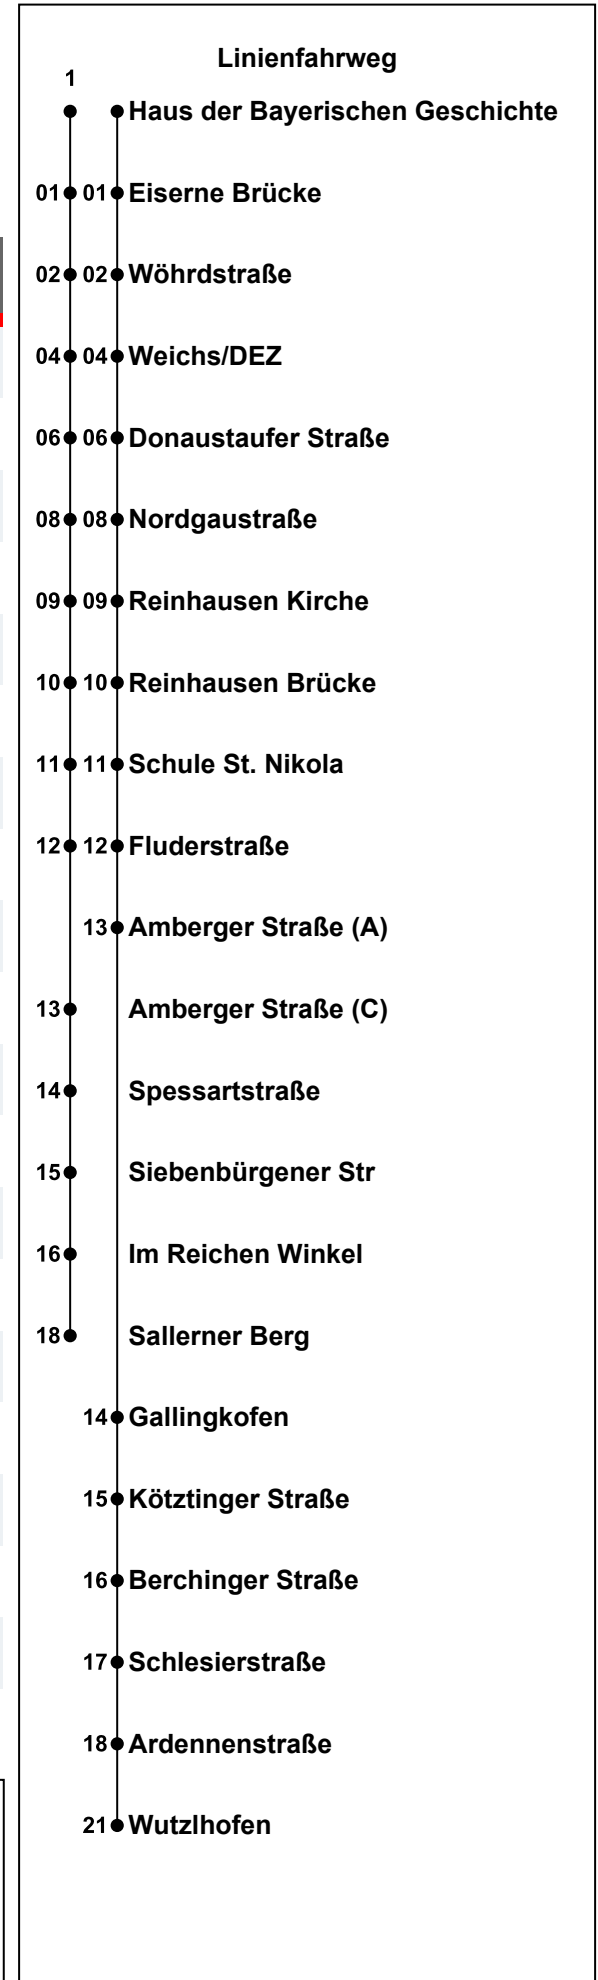 Linienfahrweg
1
Haus der Bayerischen Geschichte
01 01 Eiserne Brücke
02 02 Wöhrdstraße
04 04 Weichs/DEZ
06 06 Donaustaufer Straße
08 08 Nordgaustraße
09 09 Reinhausen Kirche
10 10 Reinhausen Brücke
11 11 Schule St. Nikola
12 12 Fluderstraße
13 Amberger Straße (A)
13 Amberger Straße (C)
14 Spessartstraße
15 Siebenbürgener Str
16 Im Reichen Winkel
18 Sallerner Berg
14 Gallingkofen
15 Kötztinger Straße
16 Berchinger Straße
17 Schlesierstraße
18 Ardennenstraße
21 Wutzlhofen